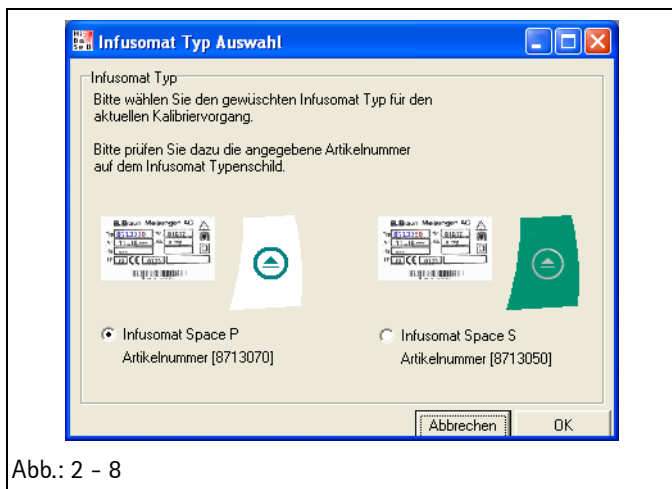 Infusomat Typ Auswahl
Infusomat Typ
Bitte wählen Sie den gewüschten Infusomat Typ für den
aktuellen Kalibriervorgang.
Bitte prüfen Sie dazu die angegebene Artikelnummer
auf dem Infusomat Typenschild.
B.Braun Melsungen AG
B.Braun Melsungen AG
Infusomat Space P
Artikelnummer [8713070]
Infusomat Space S
Artikelnummer [8713050]
Abbrechen
OK
Abb.: 2 - 8